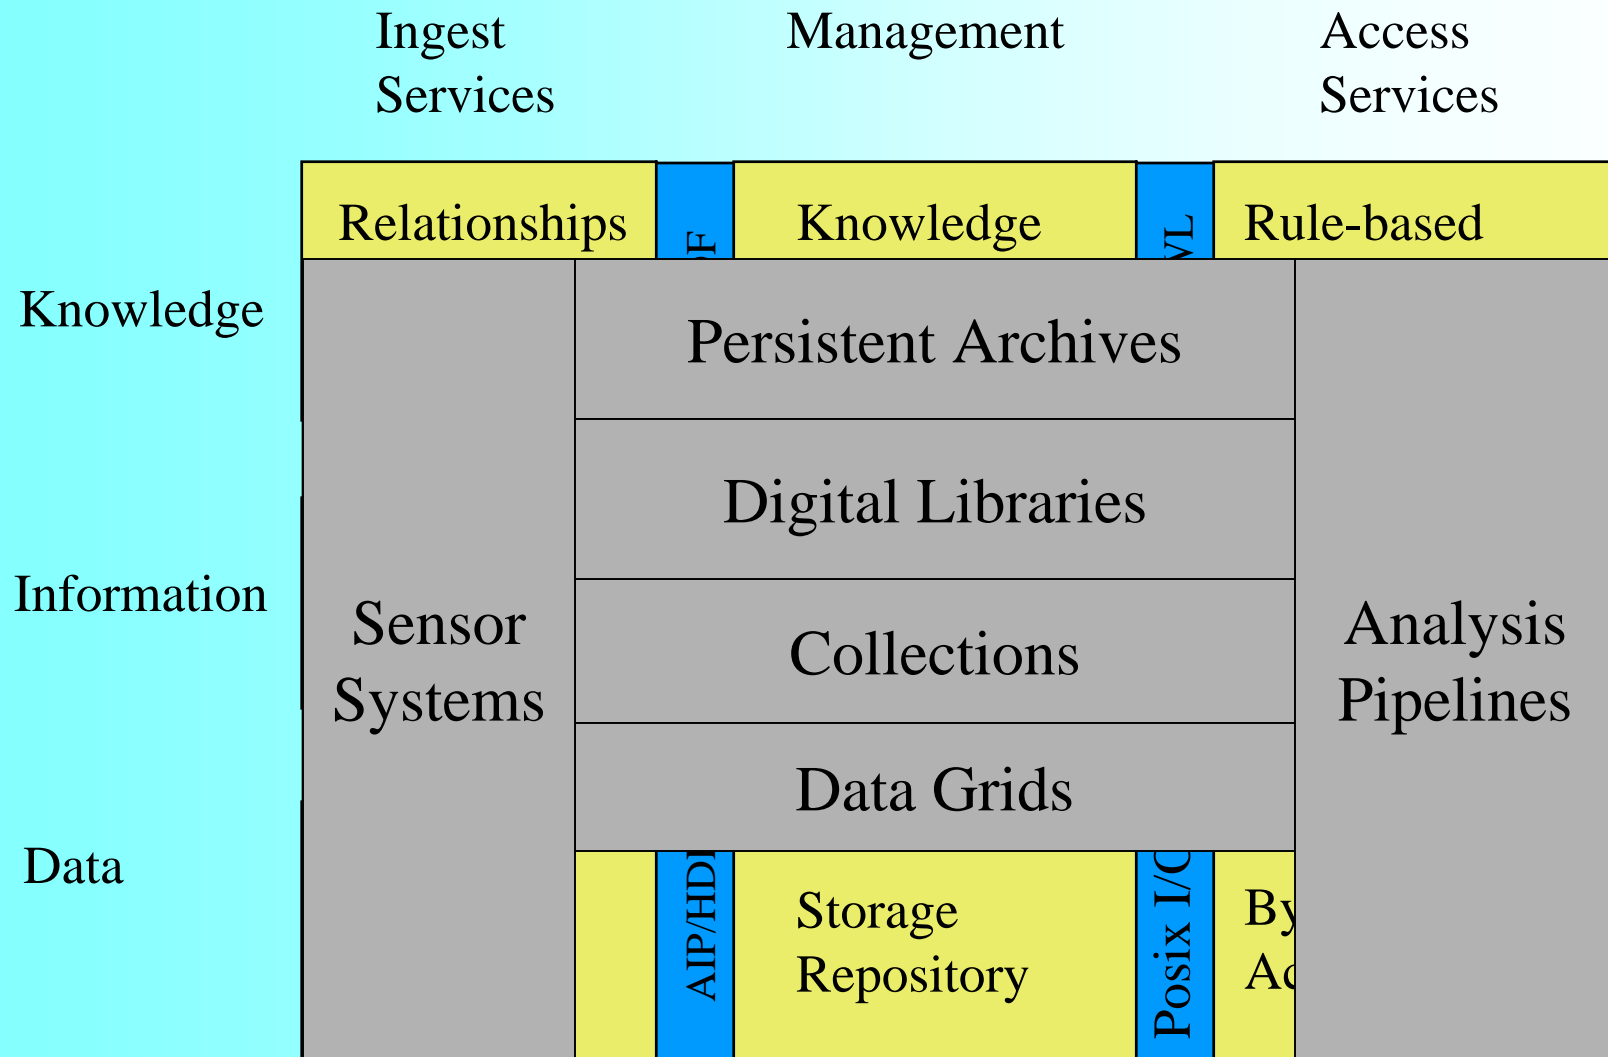 Ingest
Services
Management
Access
Services
Relationships
Knowledge
Rule-based
Knowledge
Persistent Archives
Digital Libraries
Information
Sensor
Systems
Collections
Analysis
Pipelines
Data Grids
Data
Storage
Repository
Posix